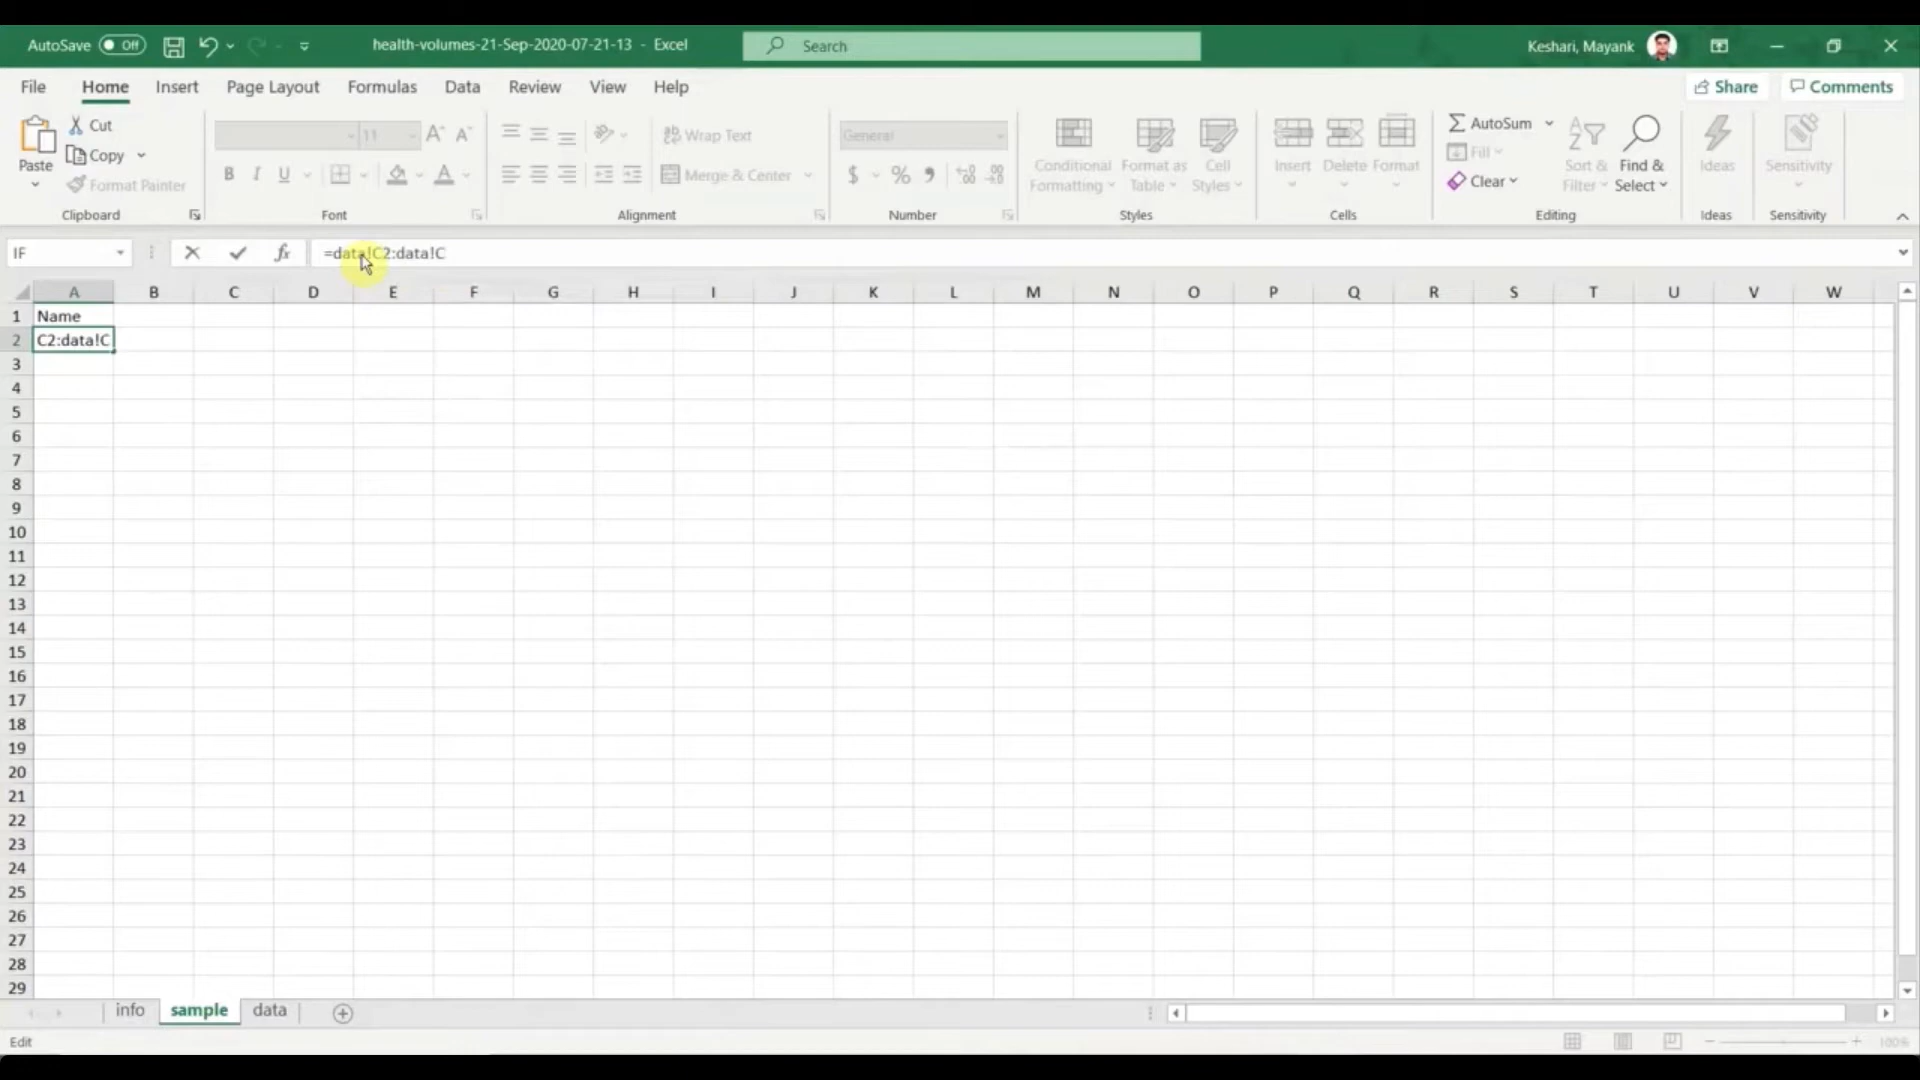 AutoSave Off health-volumes-21-Sep-2020-07-21-13 - Excel Search Keshari, Mayank
File Home Insert Page Layout Formulas Data Review View Help Share Comments
Paste Cut Copy Format Painter Clipboard
11 B I U Font
Wrap Text Merge & Center Alignment
General $ % Number
Conditional Formatting Format as Table Cell Styles Styles
Insert Delete Format Cells
AutoSum Fill Clear Sort & Filter Find & Select Editing
Ideas Ideas
Sensitivity Sensitivity
IF fx =data!C2:data!C
A B C D E F G H I J K L M N O P Q R S T U V W
1 Name
2 C2:data!C
3
4
5
6
7
8
9
10
11
12
13
14
15
16
17
18
19
20
21
22
23
24
25
26
27
28
29
info sample data
Edit 100%